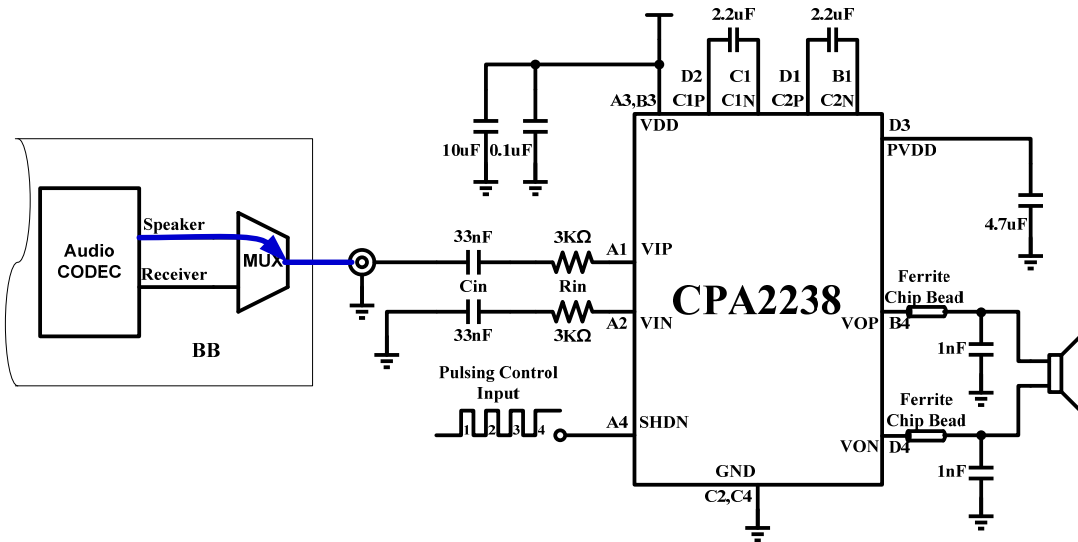 2.2uF
2.2uF
D2
C1
D1
B1
A3,B3
C1P
C1N
C2P
C2N
VDD
D3
PVDD
10uF
0.1uF
4.7uF
Speaker
Audio
CODEC
MUX
Receiver
BB
33nF
3KΩ
A1
VIP
Cin
Rin
CPA2238
A2
VIN
33nF
3KΩ
Ferrite
Chip Bead
VOP
B4
1nF
Pulsing Control
Input
1
2
3
4
A4
SHDN
Ferrite
Chip Bead
VON
D4
1nF
GND
C2,C4